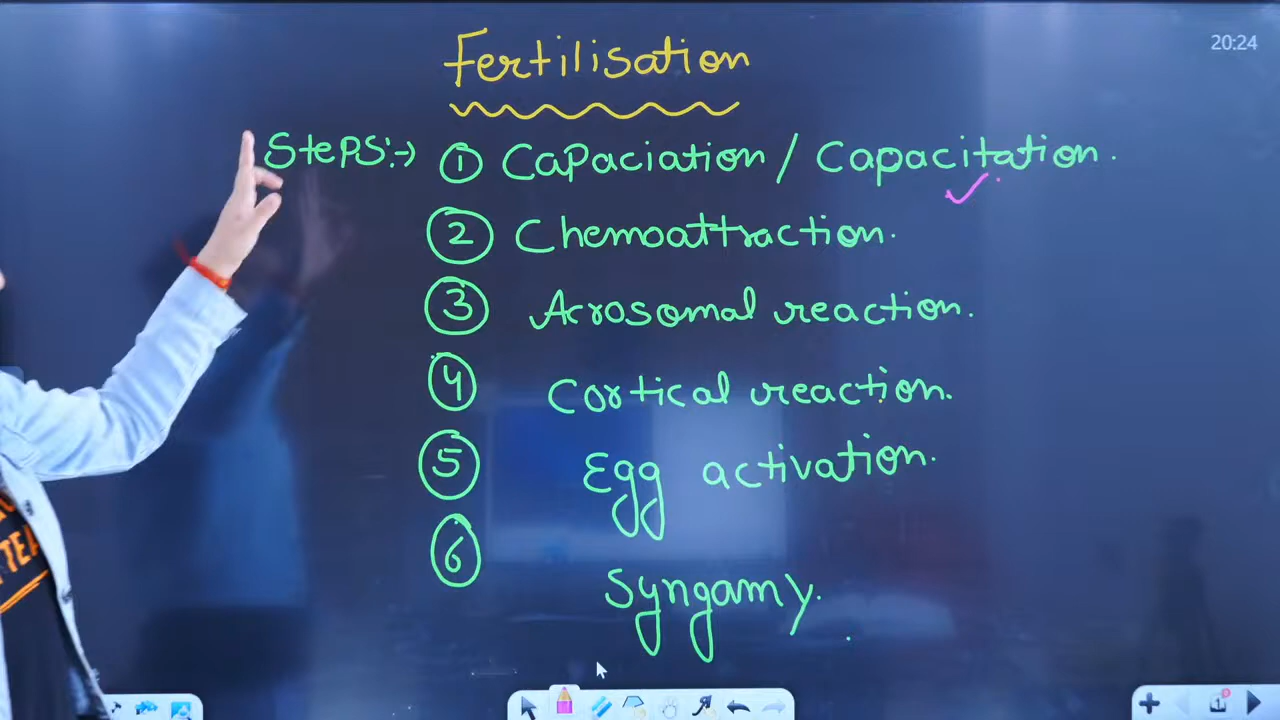 20:24
Fertilisation
Steps:→ ① Capaciation / Capacitation.
② Chemoattraction.
③ Acrosomal reaction.
④ Cortical reaction.
⑤ Egg activation.
⑥ Syngamy.
1